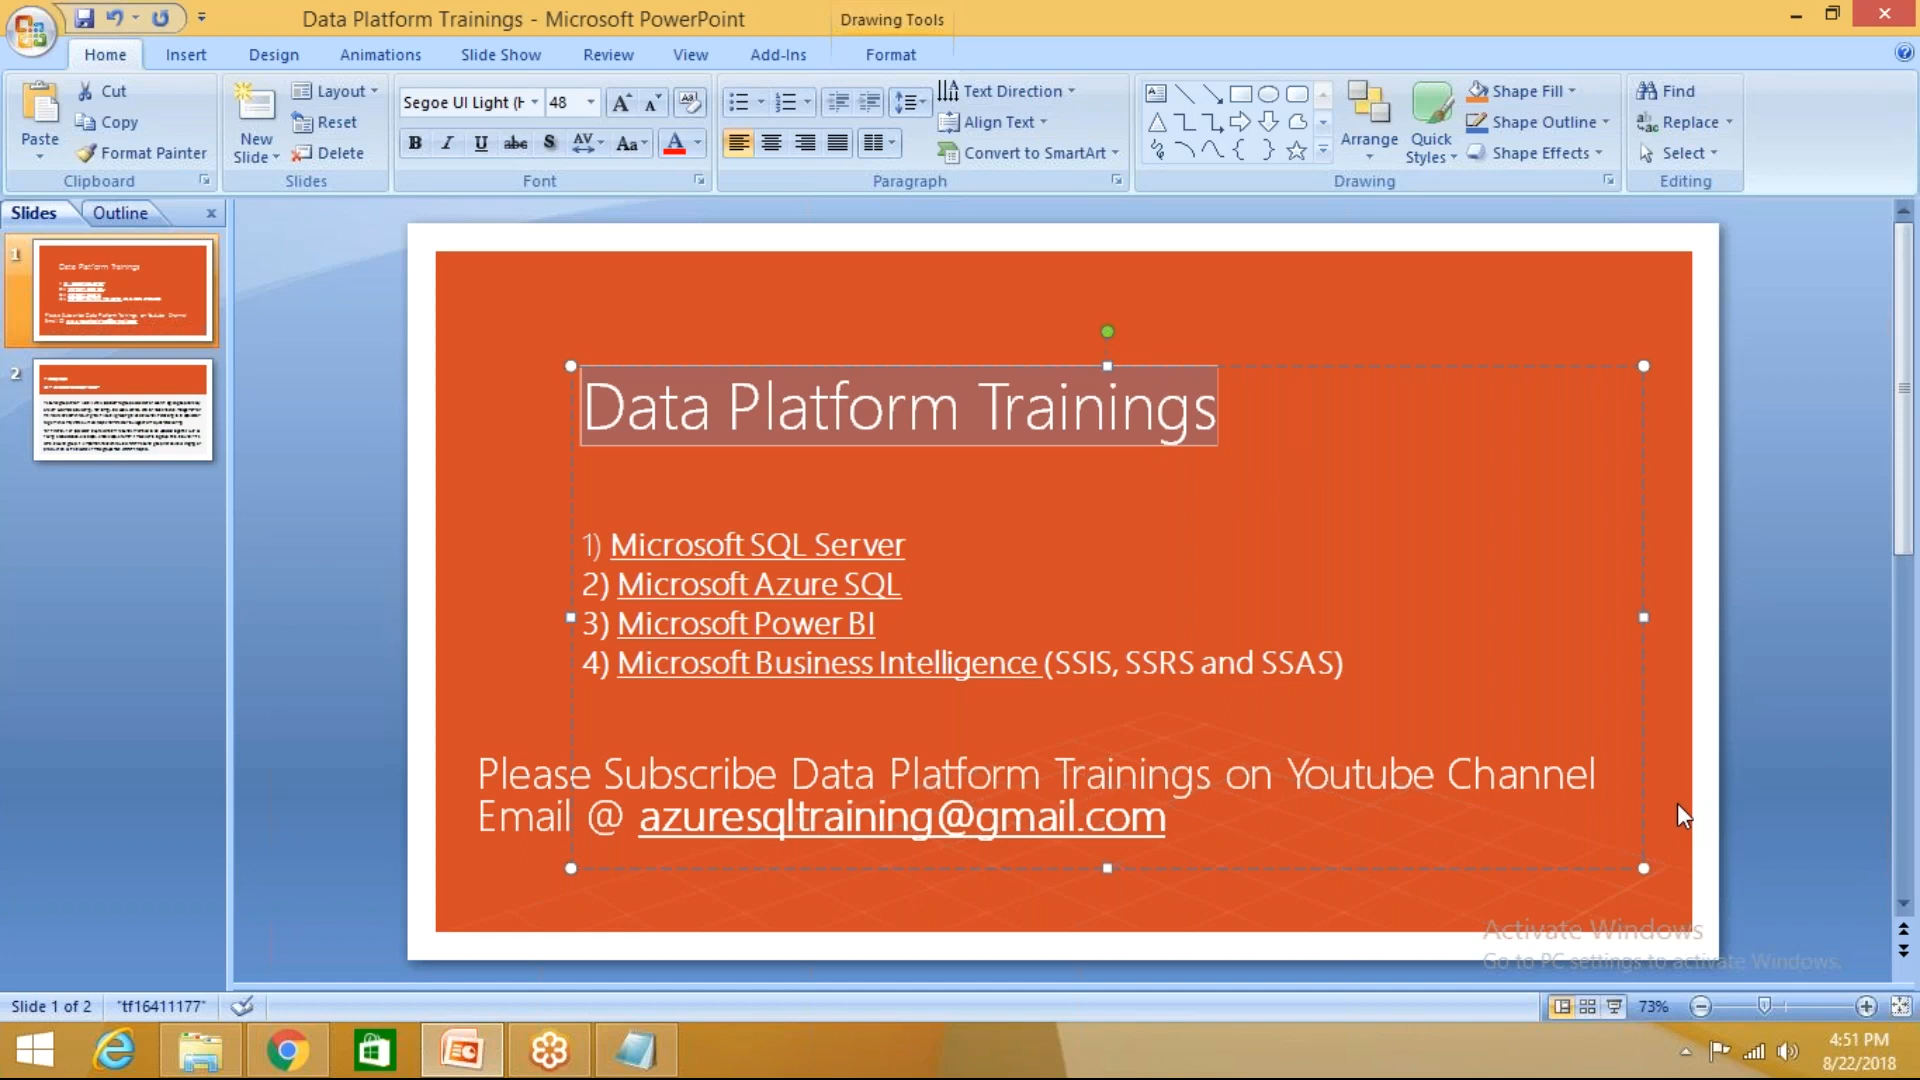 Data Platform Trainings - Microsoft PowerPoint
Drawing Tools
Home
Insert
Design
Animations
Slide Show
Review
View
Add-Ins
Format
Paste
Cut
Copy
Format Painter
Clipboard
New
Slide
Layout
Reset
Delete
Slides
Segoe UI Light (H
48
Font
Text Direction
Align Text
Convert to SmartArt
Paragraph
Arrange
Quick
Styles
Shape Fill
Shape Outline
Shape Effects
Drawing
Find
Replace
Select
Editing
Slides
Outline
1
Data Platform Trainings
2
Data Platform Trainings
1) Microsoft SQL Server
2) Microsoft Azure SQL
3) Microsoft Power BI
4) Microsoft Business Intelligence (SSIS, SSRS and SSAS)
Please Subscribe Data Platform Trainings on Youtube Channel
Email @ azuresqltraining@gmail.com
Activate Windows
Go to PC settings to activate Windows.
Slide 1 of 2
"tf16411177"
73%
4:51 PM
8/22/2018